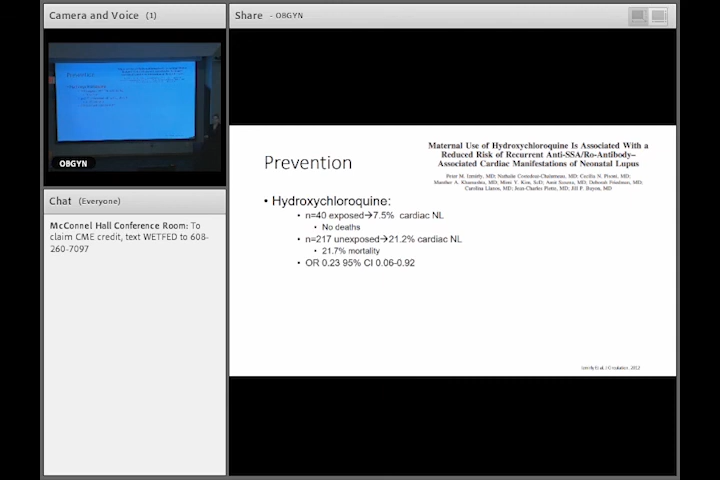 Camera and Voice (1)
Prevention
OBGYN
Chat (Everyone)
McConnel Hall Conference Room: To
claim CME credit, text WETFED to 608-
260-7097
Share - OBGYN
Maternal Use of Hydroxychloroquine Is Associated With a
Reduced Risk of Recurrent Anti-SSA/Ro-Antibody–
Associated Cardiac Manifestations of Neonatal Lupus
Prevention
• Hydroxychloroquine:
• n=40 exposed→7.5% cardiac NL
• No deaths
• n=217 unexposed→21.2% cardiac NL
• 21.7% mortality
• OR 0.23 95% CI 0.06-0.92
Circulation 2012